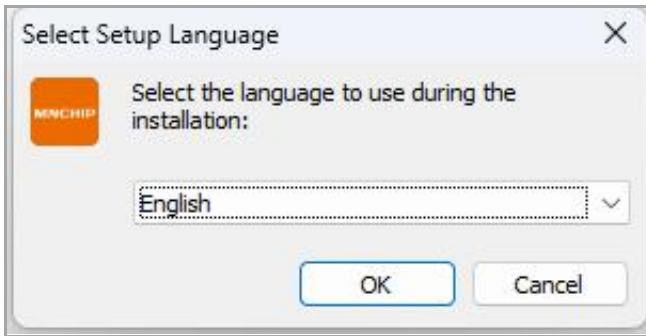 Select Setup Language
MNCHIP
Select the language to use during the
installation:
English
OK
Cancel